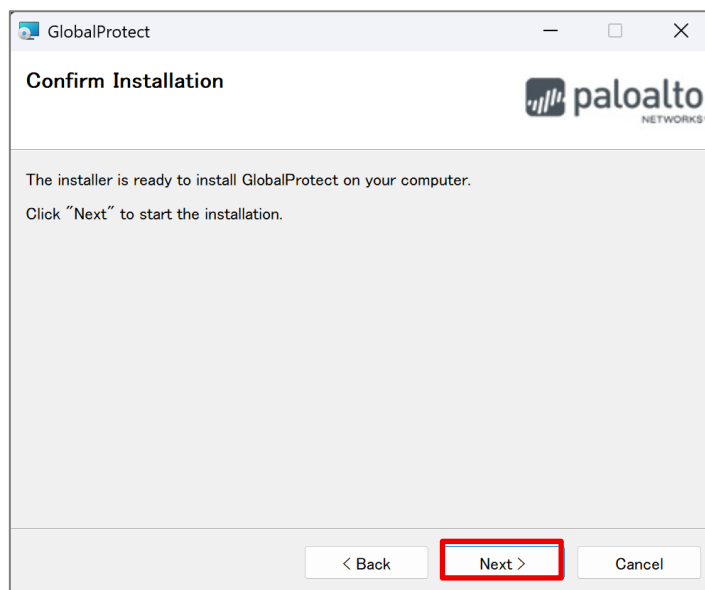 GlobalProtect
Confirm Installation
paloalto
NETWORKS
The installer is ready to install GlobalProtect on your computer.
Click "Next" to start the installation.
< Back
Next >
Cancel